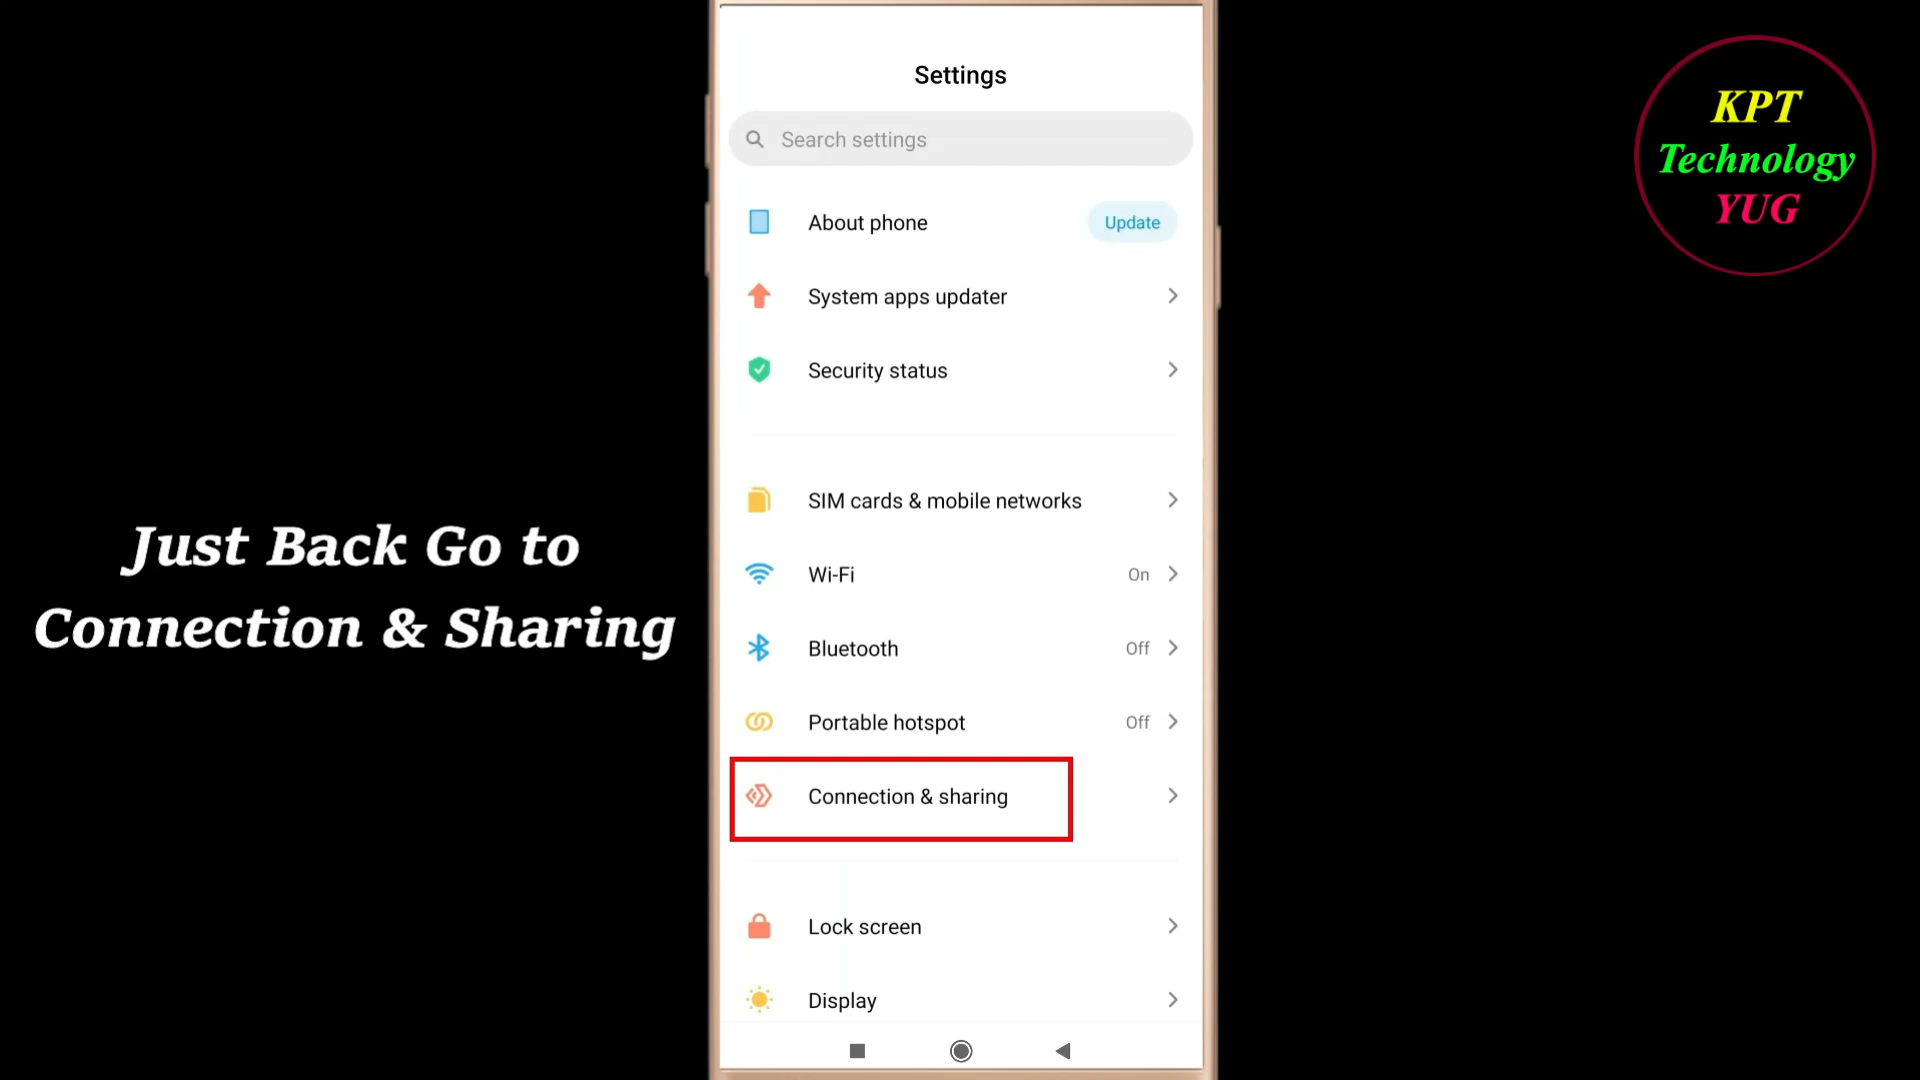 Settings
Search settings
About phone
Update
System apps updater
Security status
SIM cards & mobile networks
Wi-Fi
On
Bluetooth
Off
Portable hotspot
Off
Connection & sharing
Lock screen
Display
Just Back Go to
Connection & Sharing
KPT
Technology
YUG